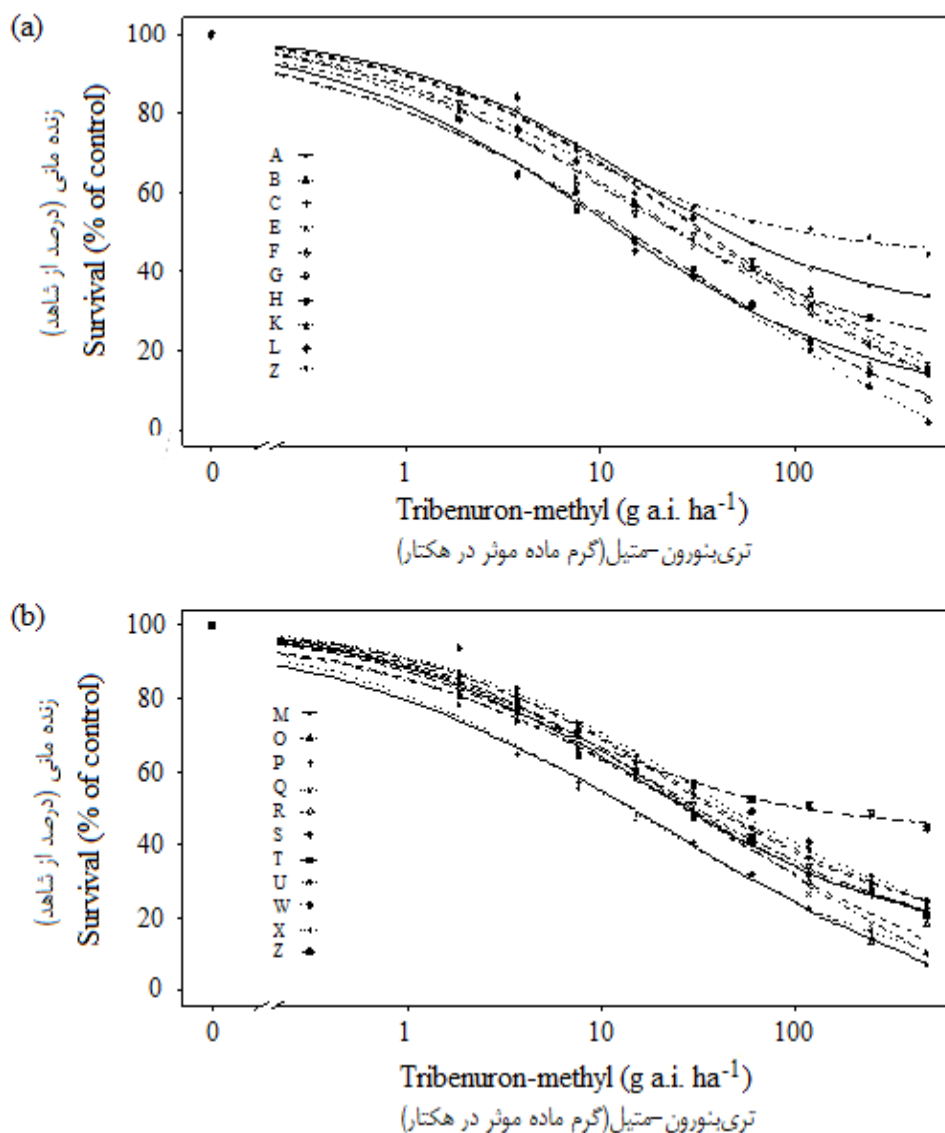 (a)
زنده مانی (درصد از شاهد)
Survival (% of control)
100
80
60
40
20
0
A
B
C
E
F
G
H
K
L
Z
0 1 10 100
Tribenuron-methyl (g a.i. ha-1)
تری‌بنورون-متیل(گرم ماده موثر در هکتار)
(b)
زنده مانی (درصد از شاهد)
Survival (% of control)
100
80
60
40
20
0
M
O
P
Q
R
S
T
U
W
X
Z
0 1 10 100
Tribenuron-methyl (g a.i. ha-1)
تری‌بنورون-متیل(گرم ماده موثر در هکتار)